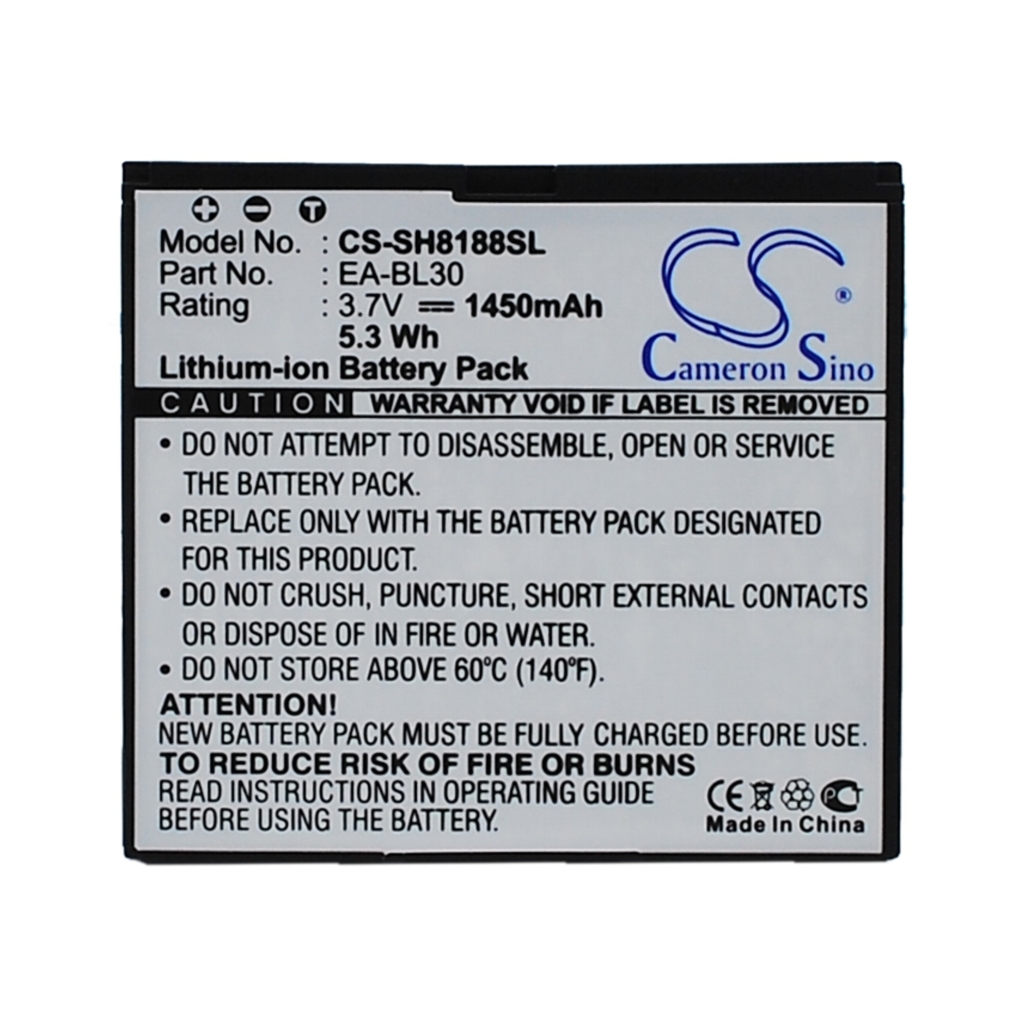 + - T
Model No. : CS-SH8188SL
Part No. : EA-BL30
Rating : 3.7V 1450mAh
5.3 Wh
Lithium-ion Battery Pack
CS ®
Cameron Sino
CAUTION WARRANTY VOID IF LABEL IS REMOVED
• DO NOT ATTEMPT TO DISASSEMBLE, OPEN OR SERVICE
THE BATTERY PACK.
• REPLACE ONLY WITH THE BATTERY PACK DESIGNATED
FOR THIS PRODUCT.
• DO NOT CRUSH, PUNCTURE, SHORT EXTERNAL CONTACTS
OR DISPOSE OF IN FIRE OR WATER.
• DO NOT STORE ABOVE 60°C (140°F).
ATTENTION!
NEW BATTERY PACK MUST BE FULLY CHARGED BEFORE USE.
TO REDUCE RISK OF FIRE OR BURNS
READ INSTRUCTIONS IN OPERATING GUIDE
BEFORE USING THE BATTERY.
CE
Made In China